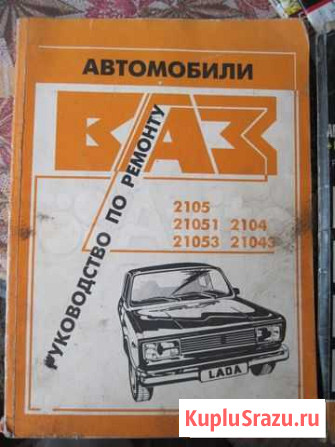 АВТОМОБИЛИ
ВАЗ
РУКОВОДСТВО ПО РЕМОНТУ
2105
21051 2104
21053 21043
LADA
KupluSrazu.ru